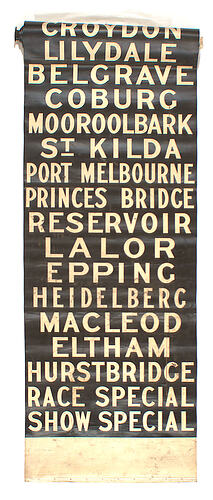 CROYDON
LILYDALE
BELGRAVE
COBURG
MOOROOLBARK
ST KILDA
PORT MELBOURNE
PRINCES BRIDGE
RESERVOIR
LALOR
EPPING
HEIDELBERG
MACLEOD
ELTHAM
HURSTBRIDGE
RACE SPECIAL
SHOW SPECIAL